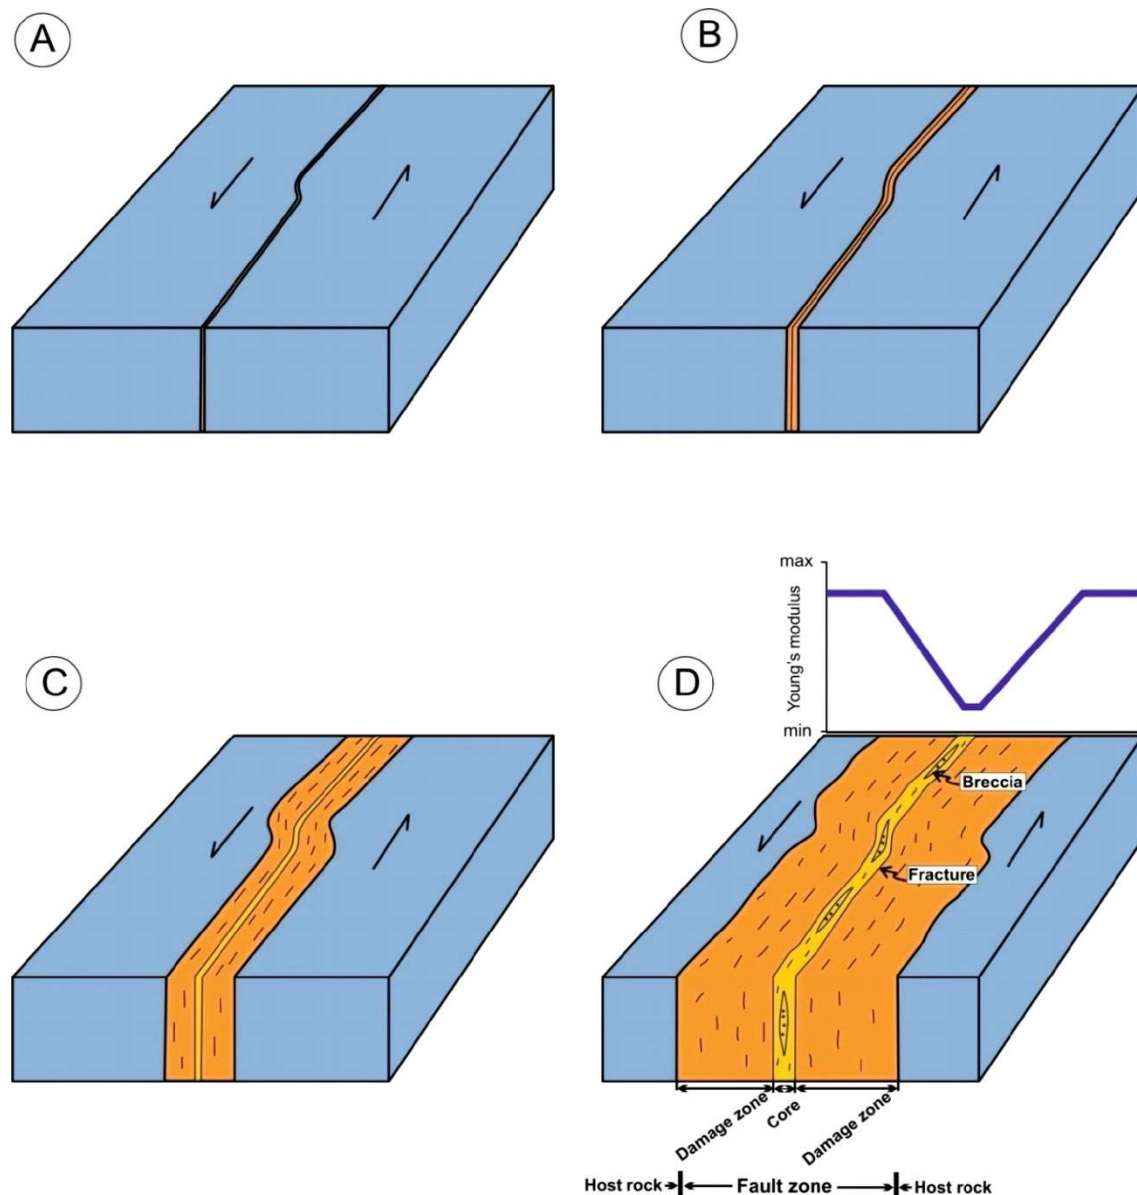 A
B
C
D
max
Young's modulus
min
Breccia
Fracture
Damage zone
Core
Damage zone
Host rock
Fault zone
Host rock